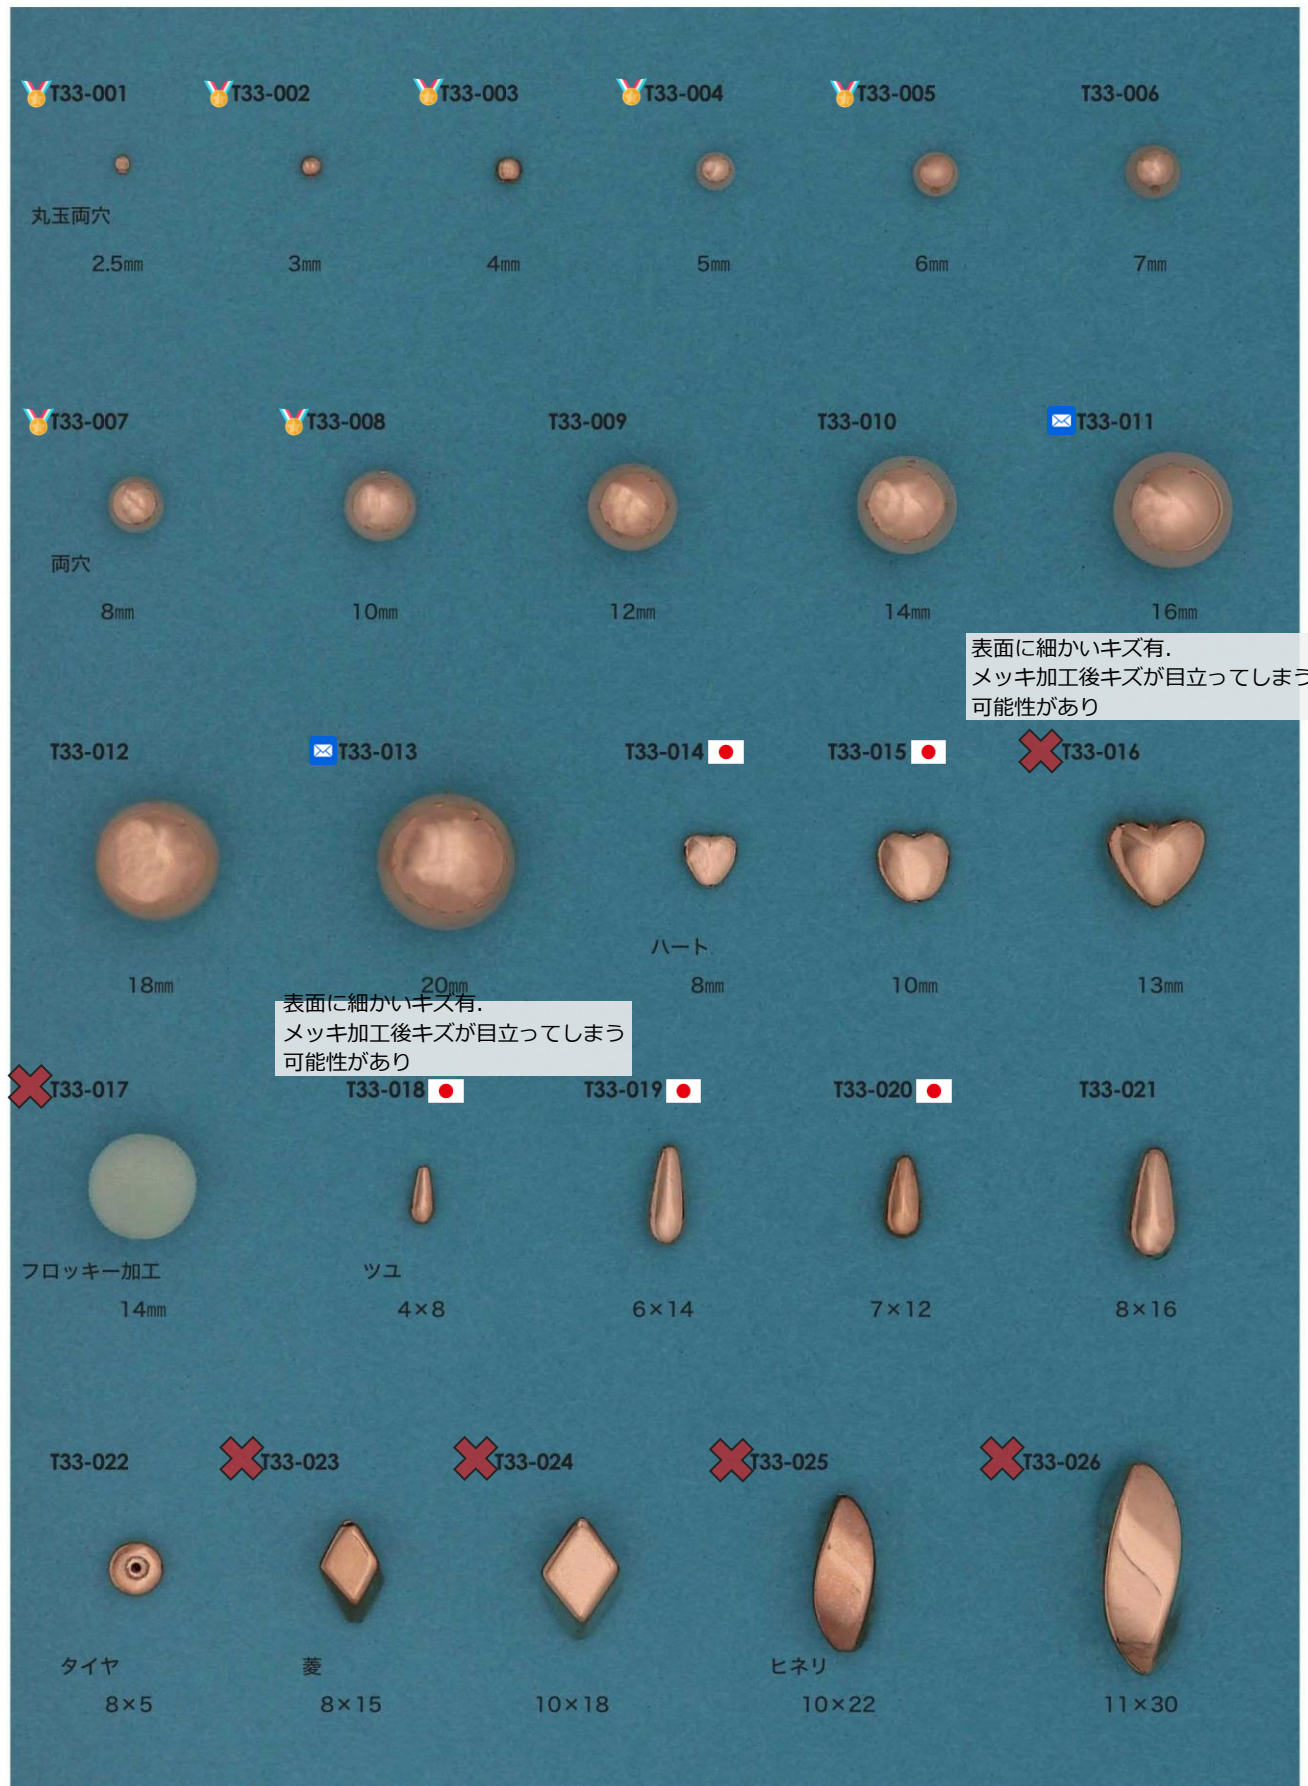 T33-001 T33-002 T33-003 T33-004 T33-005 T33-006
丸玉両穴
2.5㎜ 3㎜ 4㎜ 5㎜ 6㎜ 7㎜
T33-007 T33-008 T33-009 T33-010 T33-011
両穴
8㎜ 10㎜ 12㎜ 14㎜ 16㎜
表面に細かいキズ有.
メッキ加工後キズが目立ってしまう
可能性があり
T33-012 T33-013 T33-014 T33-015 T33-016
ハート
18㎜ 20㎜ 8㎜ 10㎜ 13㎜
表面に細かいキズ有.
メッキ加工後キズが目立ってしまう
可能性があり
T33-017 T33-018 T33-019 T33-020 T33-021
フロッキー加工 ツユ
14㎜ 4×8 6×14 7×12 8×16
T33-022 T33-023 T33-024 T33-025 T33-026
タイヤ 菱 ヒネリ
8×5 8×15 10×18 10×22 11×30